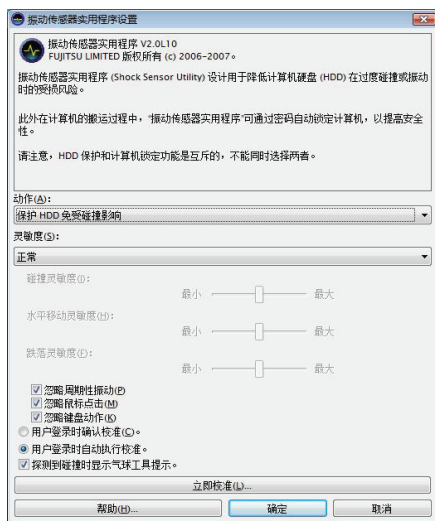 振动传感器实用程序设置
振动传感器实用程序 V2.0L10
FUJITSU LIMITED 版权所有 (c) 2006-2007。
振动传感器实用程序 (Shock Sensor Utility) 设计用于降低计算机硬盘 (HDD) 在过度碰撞或振动
时的受损风险。
此外在计算机的搬运过程中，“振动传感器实用程序”可通过密码自动锁定计算机，以提高安全
性。
请注意，HDD 保护和计算机锁定功能是互斥的，不能同时选择两者。
动作(A):
保护 HDD 免受碰撞影响
灵敏度(S):
正常
碰撞灵敏度(I):
最小 最大
水平移动灵敏度(H):
最小 最大
跌落灵敏度(F):
最小 最大
忽略周期性振动(P)
忽略鼠标点击(M)
忽略键盘动作(K)
用户登录时确认校准(C)。
用户登录时自动执行校准。
探测到碰撞时显示气球工具提示。
立即校准(L)...
帮助(H)... 确定 取消